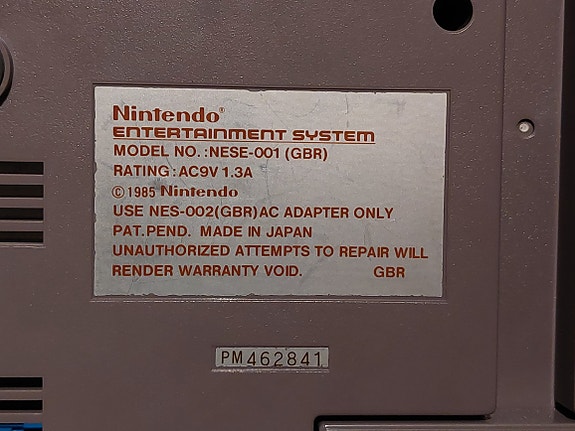 Nintendo®
ENTERTAINMENT SYSTEM
MODEL NO.:NESE-001 (GBR)
RATING:AC9V 1.3A
©1985 Nintendo
USE NES-002(GBR)AC ADAPTER ONLY
PAT.PEND. MADE IN JAPAN
UNAUTHORIZED ATTEMPTS TO REPAIR WILL
RENDER WARRANTY VOID. GBR
PM462841